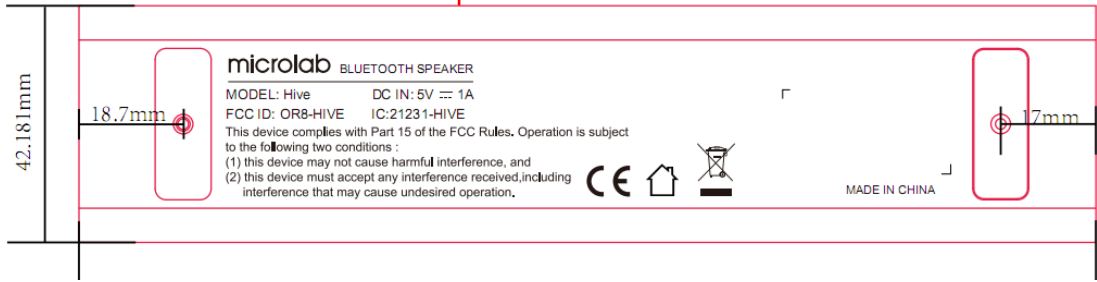 microlab BLUETOOTH SPEAKER
MODEL: Hive DC IN: 5V ⎓ 1A
FCC ID: OR8-HIVE IC:21231-HIVE
This device complies with Part 15 of the FCC Rules. Operation is subject
to the following two conditions :
(1) this device may not cause harmful interference, and
(2) this device must accept any interference received,including
interference that may cause undesired operation.
CE
MADE IN CHINA
42.181mm
18.7mm
17mm